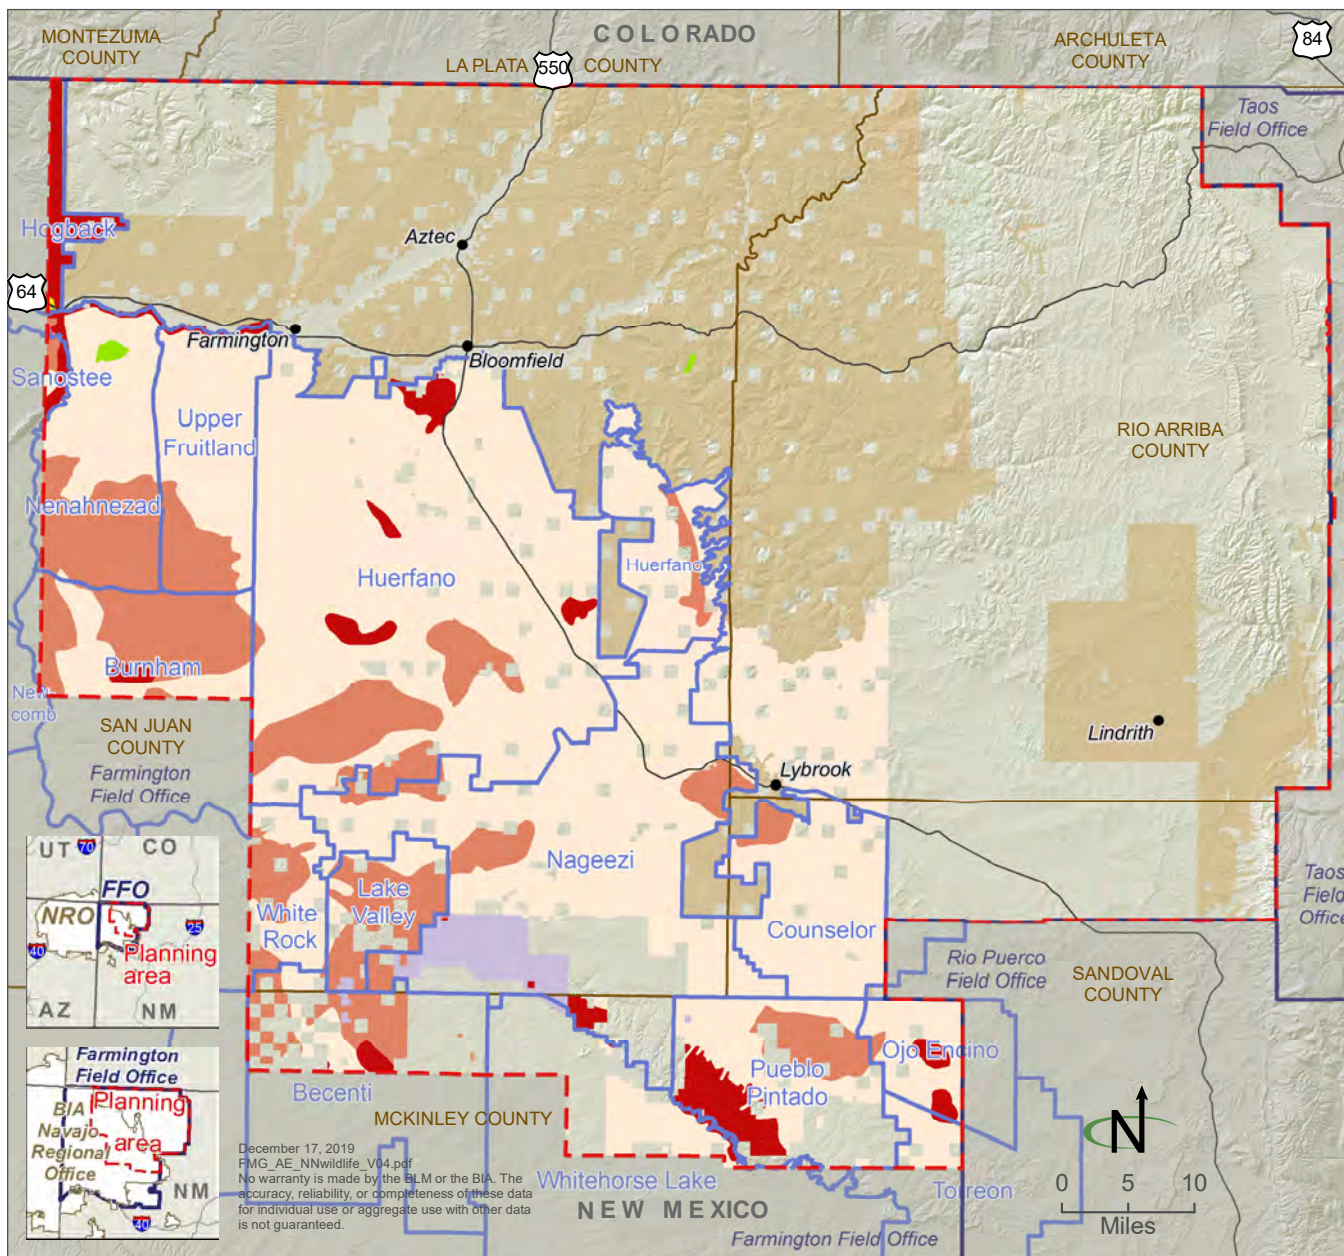 COLORADO
MONTEZUMA
COUNTY
LA PLATA
550
COUNTY
ARCHULETA
COUNTY
84
Taos
Field Office
Hogback
Aztec
64
Farmington
Bloomfield
Sanostee
Upper
Fruitland
RIO ARRIBA
COUNTY
Nenahnezad
Huerfano
Huerfano
Burnham
New
comb
SAN JUAN
COUNTY
Farmington
Field Office
Lindrith
Lybrook
Nageezi
Lake
Valley
White
Rock
Counselor
Taos
Field
Office
Rio Puerco
Field Office
SANDOVAL
COUNTY
UT
70
CO
FFO
NRO
25
40
Planning
area
AZ
NM
Ojo Encino
Pueblo
Pintado
Becenti
MCKINLEY COUNTY
Farmington
Field Office
Planning
area
BIA
Navajo
Regional
Office
NM
40
December 17, 2019
FMG_AE_NNwildlife_V04.pdf
No warranty is made by the BLM or the BIA. The
accuracy, reliability, or completeness of these data
for individual use or aggregate use with other data
is not guaranteed.
Whitehorse Lake
Torreon
NEW MEXICO
Farmington Field Office
N
0 5 10
Miles